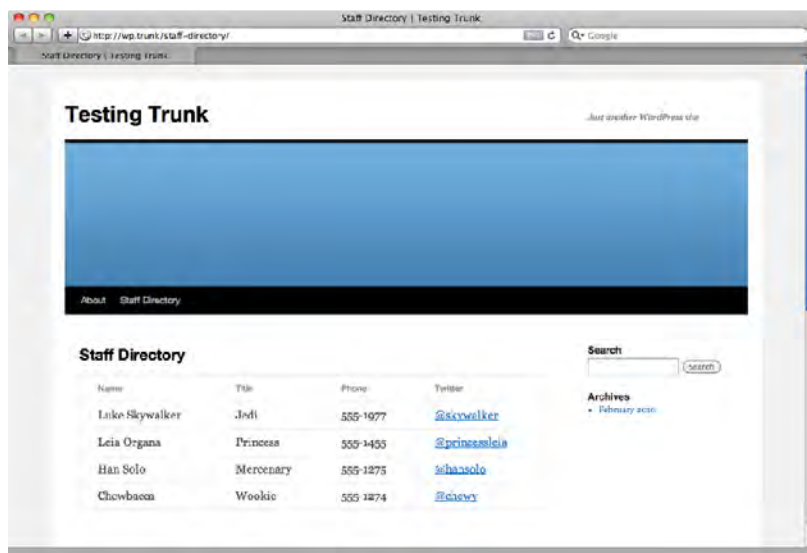 Staff Directory | Testing Trunk
http://wp.trunk/staff-directory/
Google
Staff Directory | Testing Trunk
Testing Trunk
Just another WordPress site
About Staff Directory
Staff Directory
Name Title Phone Twitter
Luke Skywalker Jedi 555-1977 @skywalker
Leia Organa Princess 555-1455 @princessleia
Han Solo Mercenary 555-1275 @hansolo
Chewbacca Wookie 555-1274 @chewy
Search
Search
Archives
February 2010